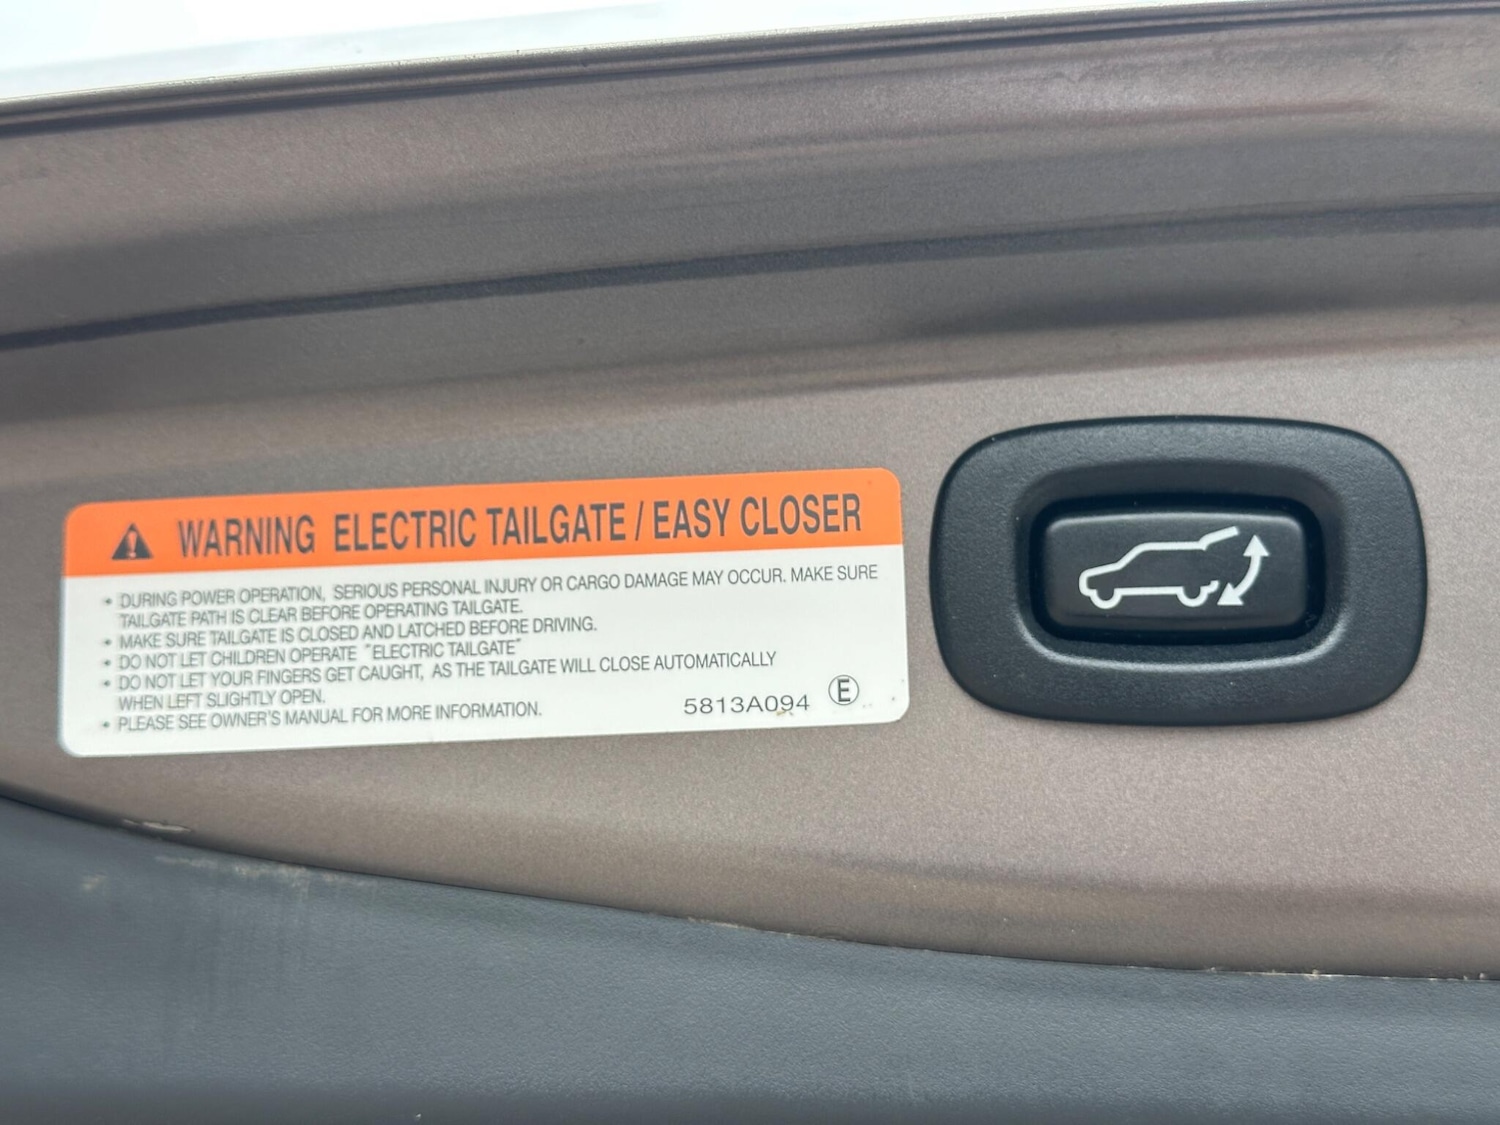 WARNING ELECTRIC TAILGATE / EASY CLOSER
• DURING POWER OPERATION, SERIOUS PERSONAL INJURY OR CARGO DAMAGE MAY OCCUR. MAKE SURE
TAILGATE PATH IS CLEAR BEFORE OPERATING TAILGATE.
• MAKE SURE TAILGATE IS CLOSED AND LATCHED BEFORE DRIVING.
• DO NOT LET CHILDREN OPERATE "ELECTRIC TAILGATE"
• DO NOT LET YOUR FINGERS GET CAUGHT, AS THE TAILGATE WILL CLOSE AUTOMATICALLY
WHEN LEFT SLIGHTLY OPEN.
• PLEASE SEE OWNER'S MANUAL FOR MORE INFORMATION.
5813A094 Ⓔ